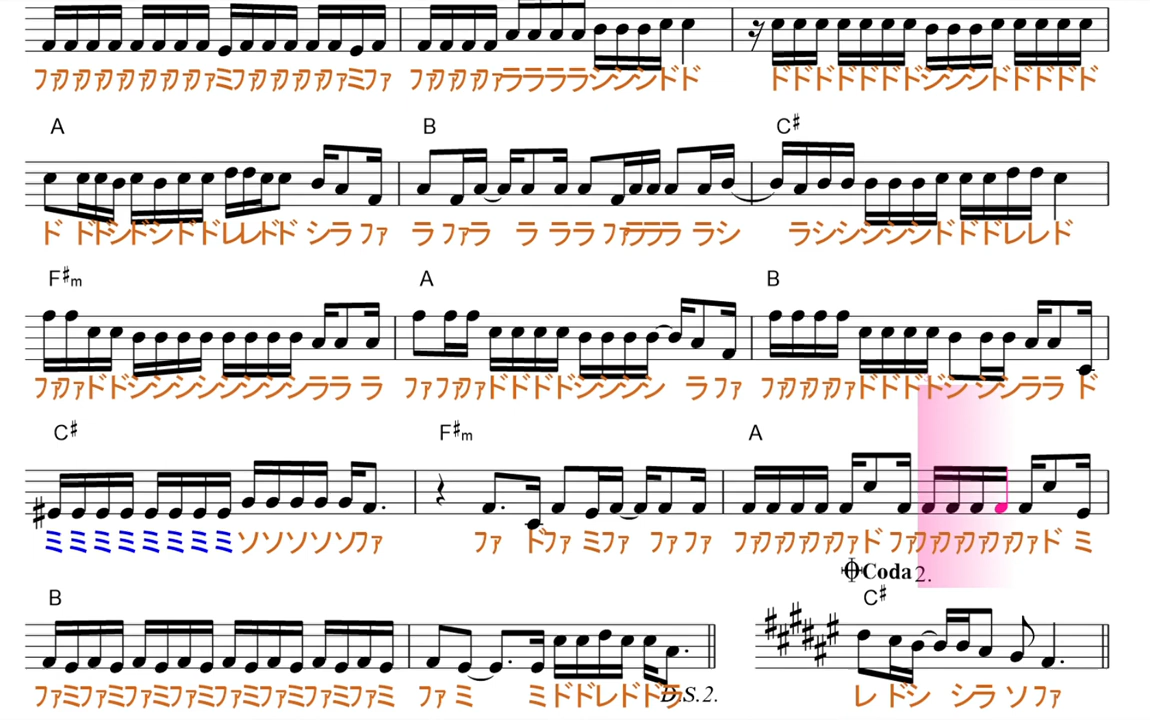 ファファファファファファファファミファファファファファミファ ファファファファララララシシシドド ドドドドドドドシシシドドドドド
A B C♯
ド ドドシドシドドレレドド シラ ファ ラ ファラ ラ ララ ファラララ ラシ ラシシシシシドドドレレド
F♯m A B
ファファドドシシシシシシシシララ ラ ファ ファファドドドドシシシシ ラ ファ ファファファファドドドドシ シシララ ド
C♯ F♯m A
ミミミミミミミミソソソソソファ ファ ドファ ミファ ファファ ファファファファファド ファファファファファファド ミ
Coda 2.
B C♯
ファミファミファミファミファミファミファミファミ ファ ミ ミドドレドドラ D.S.2. レ ドシ シラ ソファ